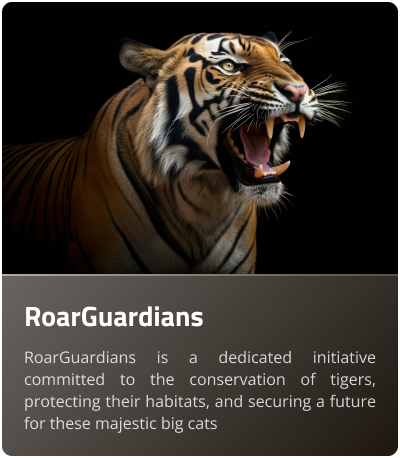 RoarGuardians
RoarGuardians is a dedicated initiative
committed to the conservation of tigers,
protecting their habitats, and securing a future
for these majestic big cats